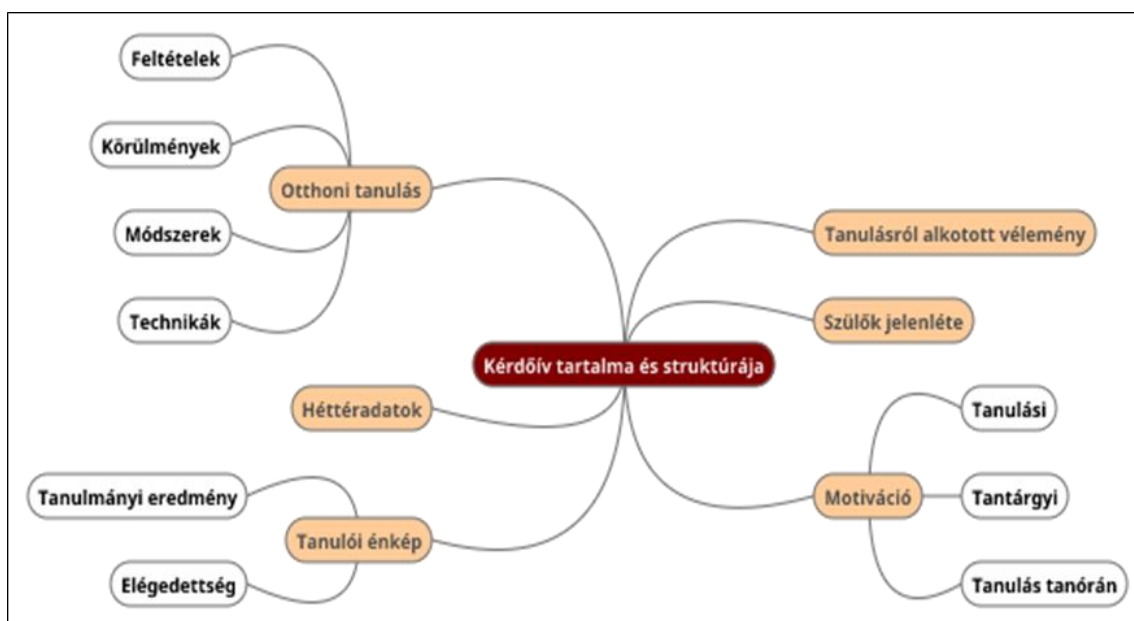 Feltételek
Körülmények
Otthoni tanulás
Módszerek
Technikák
Tanulásról alkotott vélemény
Szülők jelenléte
Kérdőív tartalma és struktúrája
Héttéradatok
Tanulási
Tanulmányi eredmény
Motiváció
Tantárgyi
Tanulói énkép
Elégedettség
Tanulás tanórán